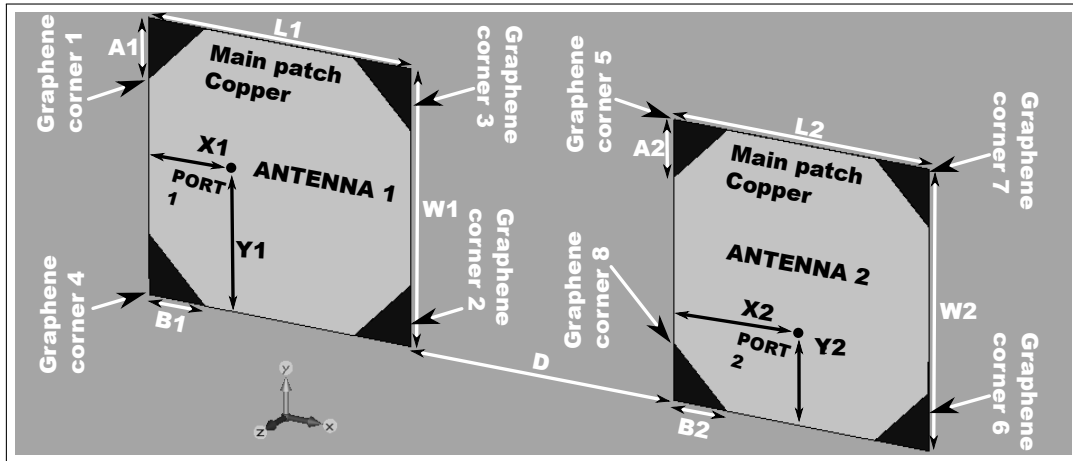 A1
L1
Graphene
corner 1
Main patch
Copper
Graphene
corner 3
X1
PORT
1
ANTENNA 1
Y1
W1
Graphene
corner 4
B1
Graphene
corner 2
D
y
x
z
Graphene
corner 5
A2
L2
Main patch
Copper
Graphene
corner 7
ANTENNA 2
Graphene
corner 8
X2
PORT
2
Y2
W2
B2
Graphene
corner 6